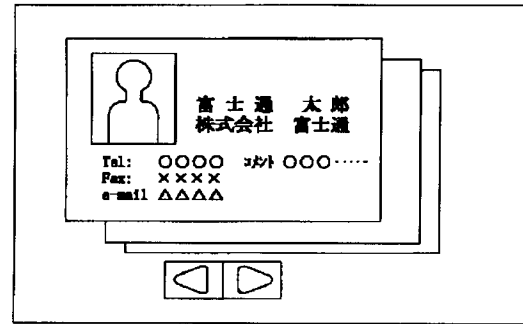 富士通 太郎
株式会社 富士通
Tel: ○○○○ コメント ○○○‥‥‥
Fax: ××××
e-mail △△△△